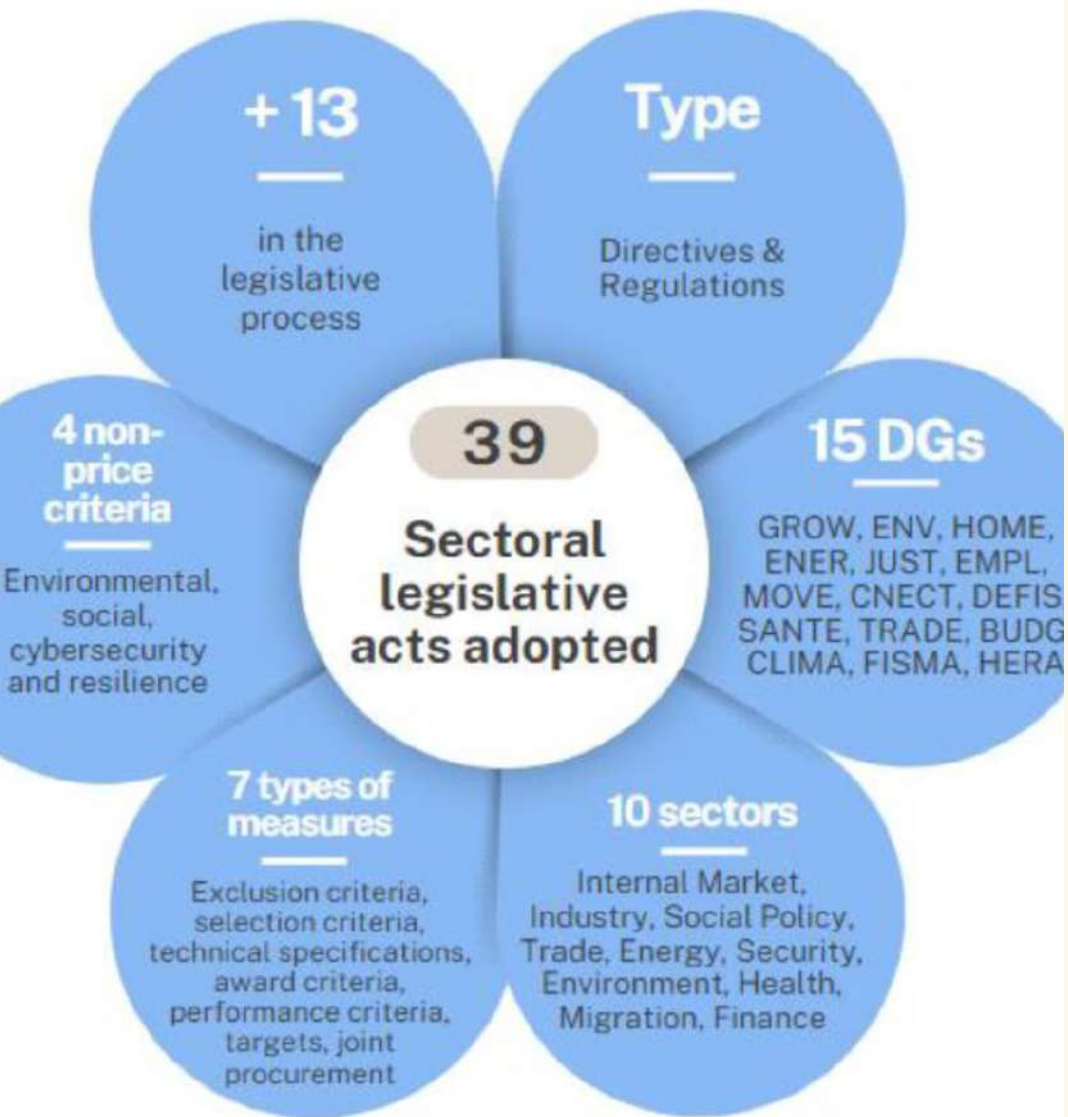 + 13
in the
legislative
process
Type
Directives &
Regulations
4 non-
price
criteria
Environmental,
social,
cybersecurity
and resilience
39
Sectoral
legislative
acts adopted
15 DGs
GROW, ENV, HOME,
ENER, JUST, EMPL,
MOVE, CNECT, DEFIS
SANTE, TRADE, BUDG
CLIMA, FISMA, HERA
7 types of
measures
Exclusion criteria,
selection criteria,
technical specifications,
award criteria,
performance criteria,
targets, joint
procurement
10 sectors
Internal Market,
Industry, Social Policy,
Trade, Energy, Security,
Environment, Health,
Migration, Finance